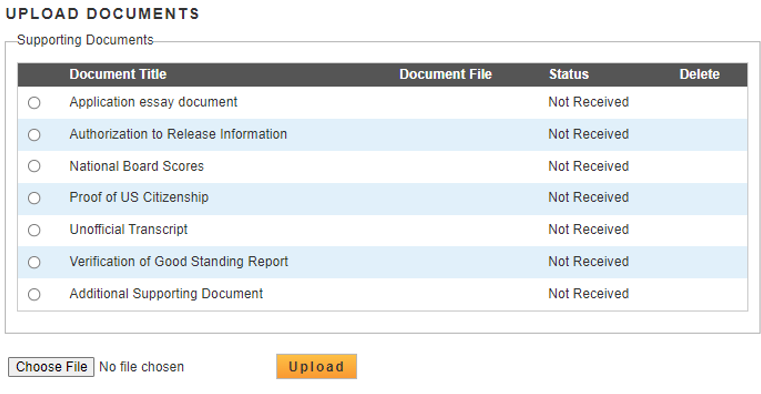 UPLOAD DOCUMENTS
Supporting Documents
Document Title Document File Status Delete
Application essay document Not Received
Authorization to Release Information Not Received
National Board Scores Not Received
Proof of US Citizenship Not Received
Unofficial Transcript Not Received
Verification of Good Standing Report Not Received
Additional Supporting Document Not Received
Choose File No file chosen Upload